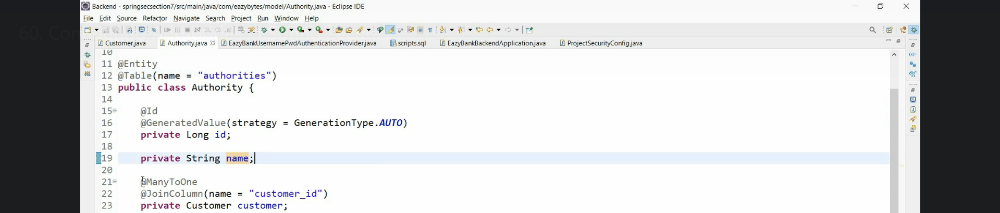 Backend - springsecsection7/src/main/java/com/eazybytes/model/Authority.java - Eclipse IDE
File Edit Source Refactor Navigate Search Project Run Window Help
60. Con
Customer.java Authority.java EazyBankUsernamePwdAuthenticationProvider.java scripts.sql EazyBankBackendApplication.java ProjectSecurityConfig.java
10
11 @Entity
12 @Table(name = "authorities")
13 public class Authority {
14
15 @Id
16 @GeneratedValue(strategy = GenerationType.AUTO)
17 private Long id;
18
19 private String name;
20
21 @ManyToOne
22 @JoinColumn(name = "customer_id")
23 private Customer customer;